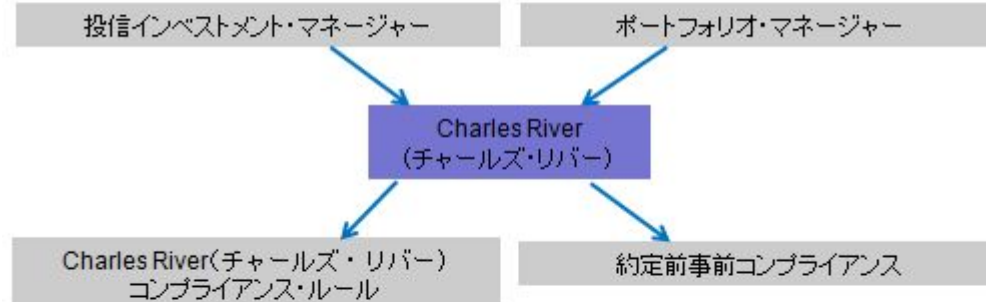 投信インベストメント・マネージャー
ポートフォリオ・マネージャー
Charles River
(チャールズ・リバー)
Charles River(チャールズ・リバー)
コンプライアンス・ルール
約定前事前コンプライアンス